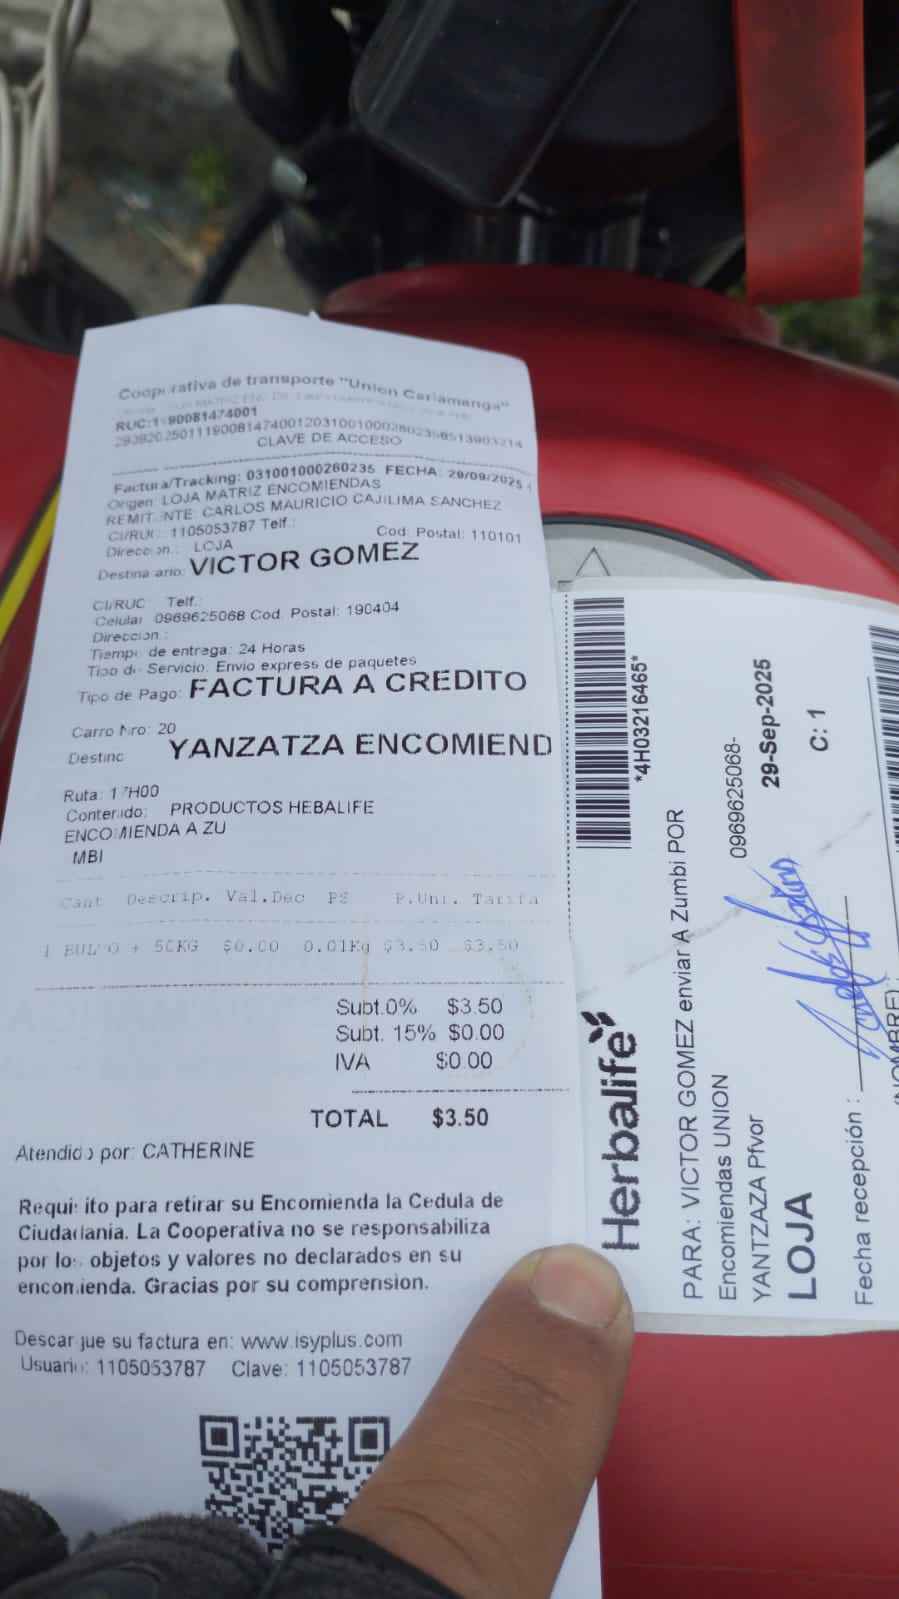 Cooperativa de transporte "Union Cariamanga"
RUC:1190081474001
CLAVE DE ACCESO
Factura/Tracking: 031001000260235 FECHA: 29/09/2025
Origen: LOJA MATRIZ ENCOMIENDAS
REMITENTE: CARLOS MAURICIO CAJILIMA SANCHEZ
CI/RUC: 1105053787 Telf.:
Direccion.: LOJA Cod. Postal: 110101
Destinatario: VICTOR GOMEZ
CI/RUC Telf.:
Celular 0969625068 Cod. Postal: 190404
Direccion.:
Tiempo de entrega: 24 Horas
Tipo de Servicio: Envio express de paquetes
Tipo de Pago: FACTURA A CREDITO
Carro Nro: 20
Destino YANZATZA ENCOMIEND
Ruta: 17H00
Contenido: PRODUCTOS HEBALIFE
ENCOMIENDA A ZU
MBI
Cant Descrip. Val.Dec PS P.Uni. Tarifa
1 BULTO + 50KG $0.00 0.01Kg $3.50 $3.50
Subt.0% $3.50
Subt. 15% $0.00
IVA $0.00
TOTAL $3.50
Atendido por: CATHERINE
Requisito para retirar su Encomienda la Cedula de
Ciudadania. La Cooperativa no se responsabiliza
por los objetos y valores no declarados en su
encomienda. Gracias por su comprension.
Descargue su factura en: www.isyplus.com
Usuario: 1105053787 Clave: 1105053787
*4H03216465*
Herbalife
PARA: VICTOR GOMEZ enviar A Zumbi POR
Encomiendas UNION 0969625068-
YANTZAZA Pfvor 29-Sep-2025
LOJA C: 1
Fecha recepción :
(NOMBRE):